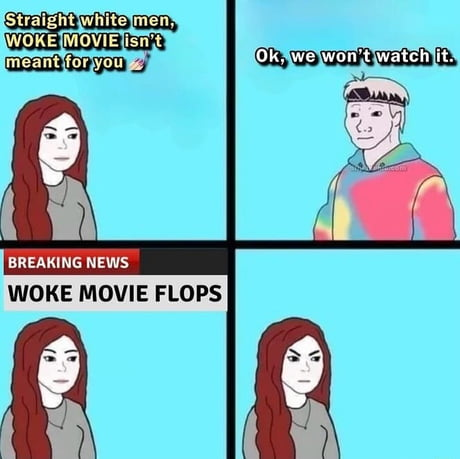 Straight white men,
WOKE MOVIE isn't
meant for you 💅
Ok, we won't watch it.
BREAKING NEWS
WOKE MOVIE FLOPS